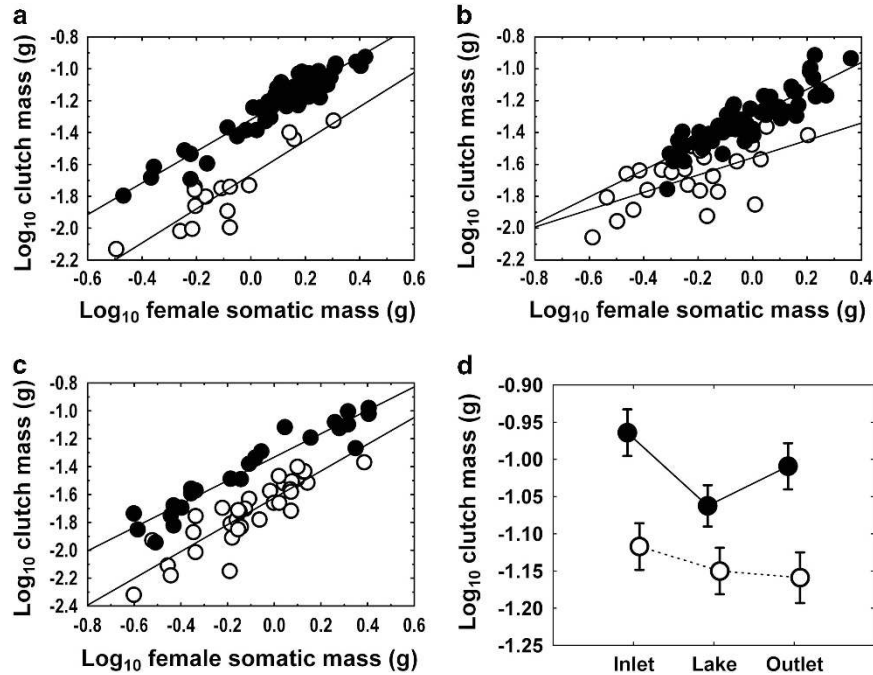 a
-0.8
-1.0
-1.2
-1.4
-1.6
-1.8
-2.0
-2.2
Log10 clutch mass (g)
-0.6 -0.4 -0.2 0.0 0.2 0.4 0.6
Log10 female somatic mass (g)
b
-0.8
-1.0
-1.2
-1.4
-1.6
-1.8
-2.0
-2.2
Log10 clutch mass (g)
-0.8 -0.6 -0.4 -0.2 0.0 0.2 0.4
Log10 female somatic mass (g)
c
-0.8
-1.0
-1.2
-1.4
-1.6
-1.8
-2.0
-2.2
-2.4
Log10 clutch mass (g)
-0.8 -0.6 -0.4 -0.2 0.0 0.2 0.4 0.6
Log10 female somatic mass (g)
d
-0.90
-0.95
-1.00
-1.05
-1.10
-1.15
-1.20
-1.25
Log10 clutch mass (g)
Inlet Lake Outlet